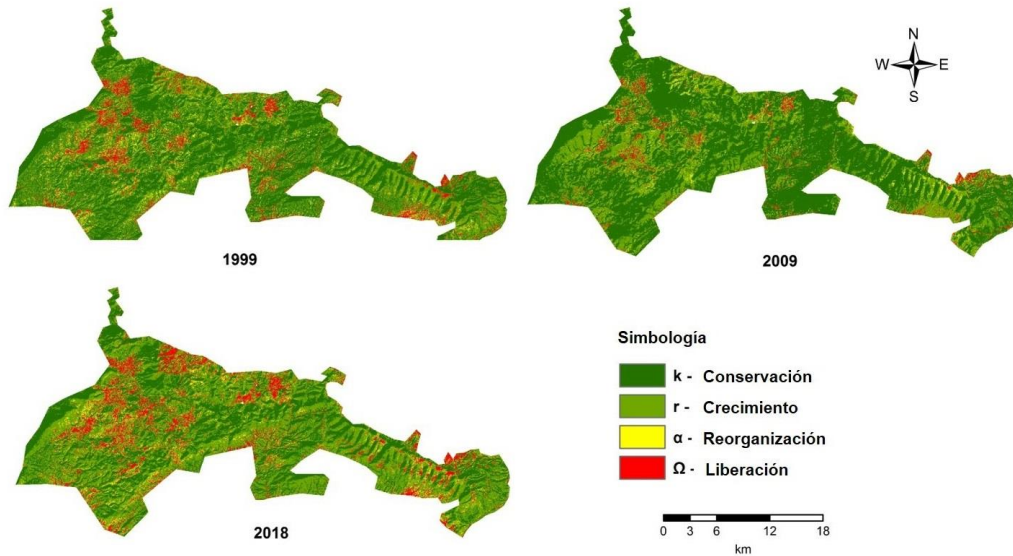 N
W E
S
1999
2009
2018
Simbología
k - Conservación
r - Crecimiento
α - Reorganización
Ω - Liberación
0 3 6 12 18
km